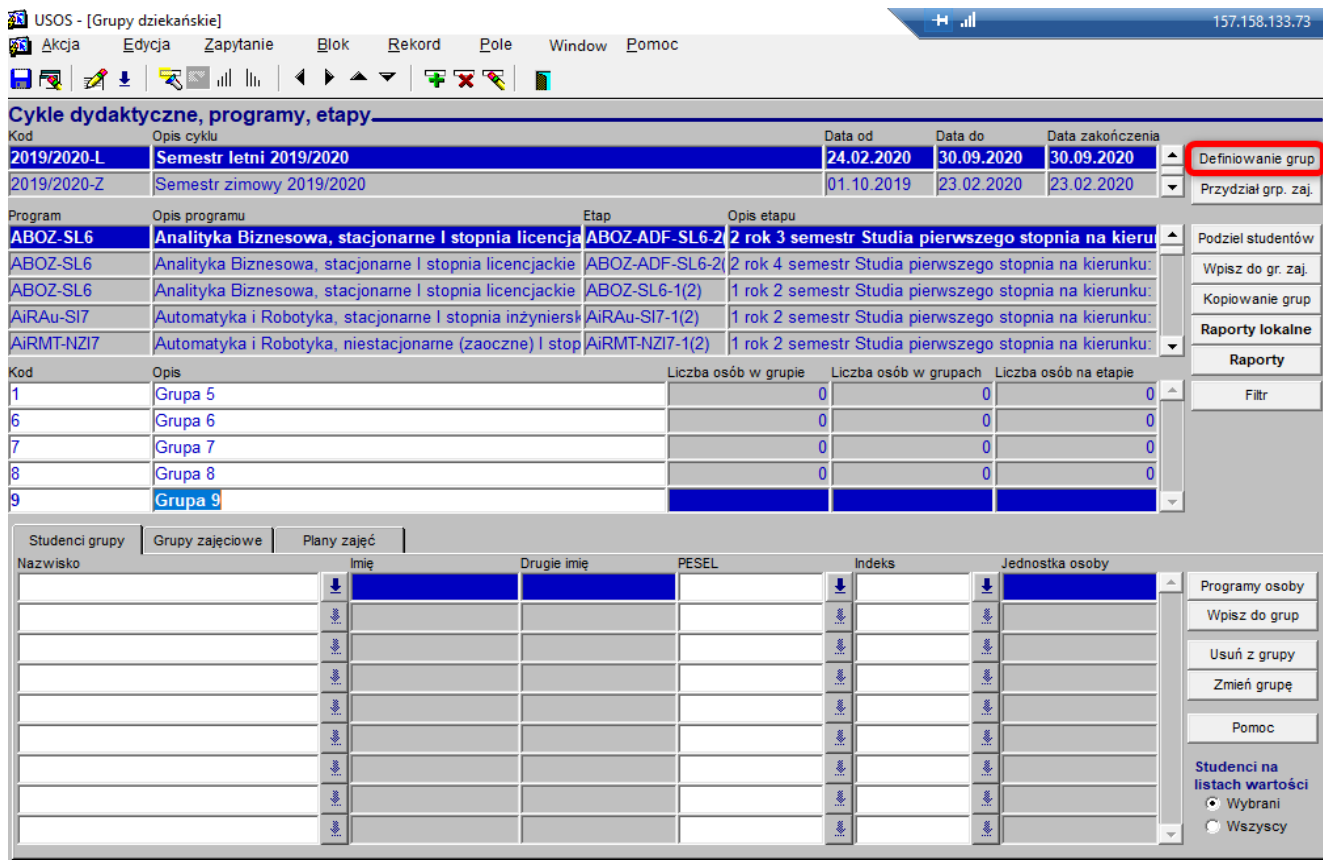 USOS - [Grupy dziekańskie]
157.158.133.73
Akcja Edycja Zapytanie Blok Rekord Pole Window Pomoc
Cykle dydaktyczne, programy, etapy
Kod Opis cyklu Data od Data do Data zakończenia
2019/2020-L Semestr letni 2019/2020 24.02.2020 30.09.2020 30.09.2020 Definiowanie grup
2019/2020-Z Semestr zimowy 2019/2020 01.10.2019 23.02.2020 23.02.2020 Przydział grp. zaj.
Program Opis programu Etap Opis etapu
ABOZ-SL6 Analityka Biznesowa, stacjonarne I stopnia licencja ABOZ-ADF-SL6-2( 2 rok 3 semestr Studia pierwszego stopnia na kieru Podziel studentów
ABOZ-SL6 Analityka Biznesowa, stacjonarne I stopnia licencjackie ABOZ-ADF-SL6-2( 2 rok 4 semestr Studia pierwszego stopnia na kierunku: Wpisz do gr. zaj.
ABOZ-SL6 Analityka Biznesowa, stacjonarne I stopnia licencjackie ABOZ-SL6-1(2) 1 rok 2 semestr Studia pierwszego stopnia na kierunku: Kopiowanie grup
AiRAu-SI7 Automatyka i Robotyka, stacjonarne I stopnia inżyniersk AiRAu-SI7-1(2) 1 rok 2 semestr Studia pierwszego stopnia na kierunku: Raporty lokalne
AiRMT-NZI7 Automatyka i Robotyka, niestacjonarne (zaoczne) I stop AiRMT-NZI7-1(2) 1 rok 2 semestr Studia pierwszego stopnia na kierunku: Raporty
Kod Opis Liczba osób w grupie Liczba osób w grupach Liczba osób na etapie
1 Grupa 5 0 0 0 Filtr
6 Grupa 6 0 0 0
7 Grupa 7 0 0 0
8 Grupa 8 0 0 0
9 Grupa 9
Studenci grupy Grupy zajęciowe Plany zajęć
Nazwisko Imię Drugie imię PESEL Indeks Jednostka osoby
Programy osoby
Wpisz do grup
Usuń z grupy
Zmień grupę
Pomoc
Studenci na
listach wartości
Wybrani
Wszyscy